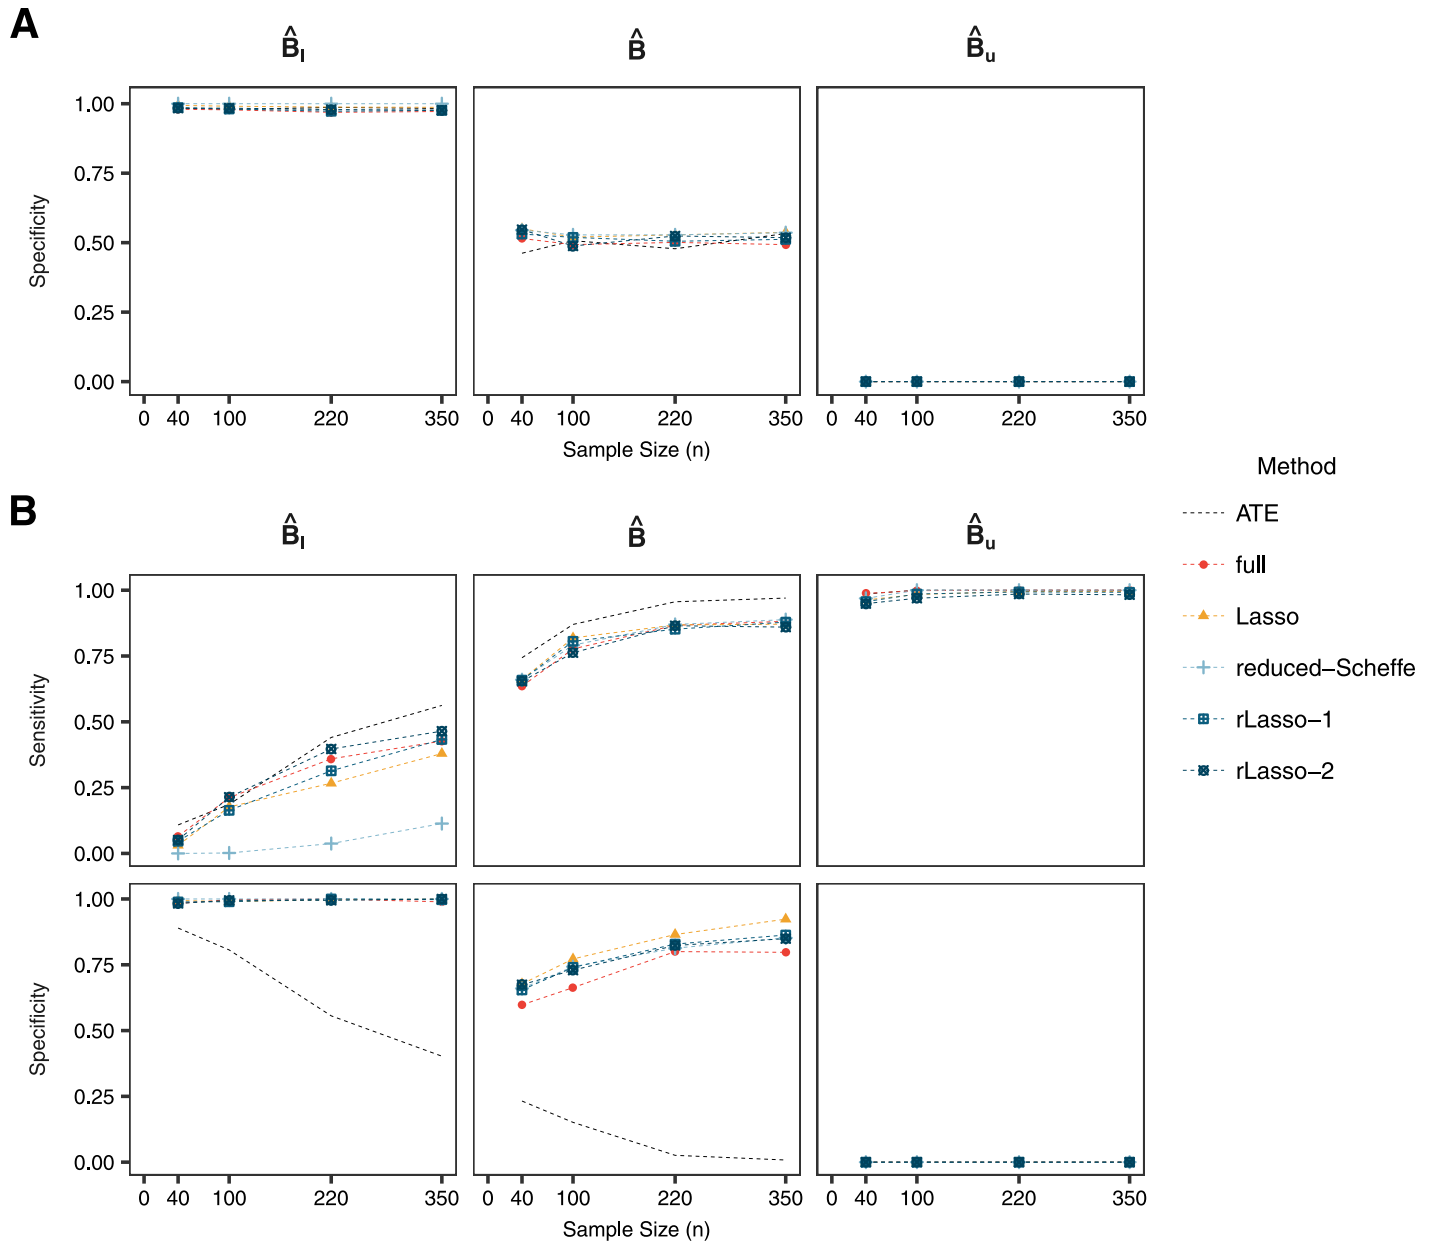 A
B̂l B̂ B̂u
Specificity
1.00
0.75
0.50
0.25
0.00
0 40 100 220 350 0 40 100 220 350 0 40 100 220 350
Sample Size (n)
B
B̂l B̂ B̂u
Sensitivity
1.00
0.75
0.50
0.25
0.00
Specificity
1.00
0.75
0.50
0.25
0.00
0 40 100 220 350 0 40 100 220 350 0 40 100 220 350
Sample Size (n)
Method
ATE
full
Lasso
reduced−Scheffe
rLasso−1
rLasso−2